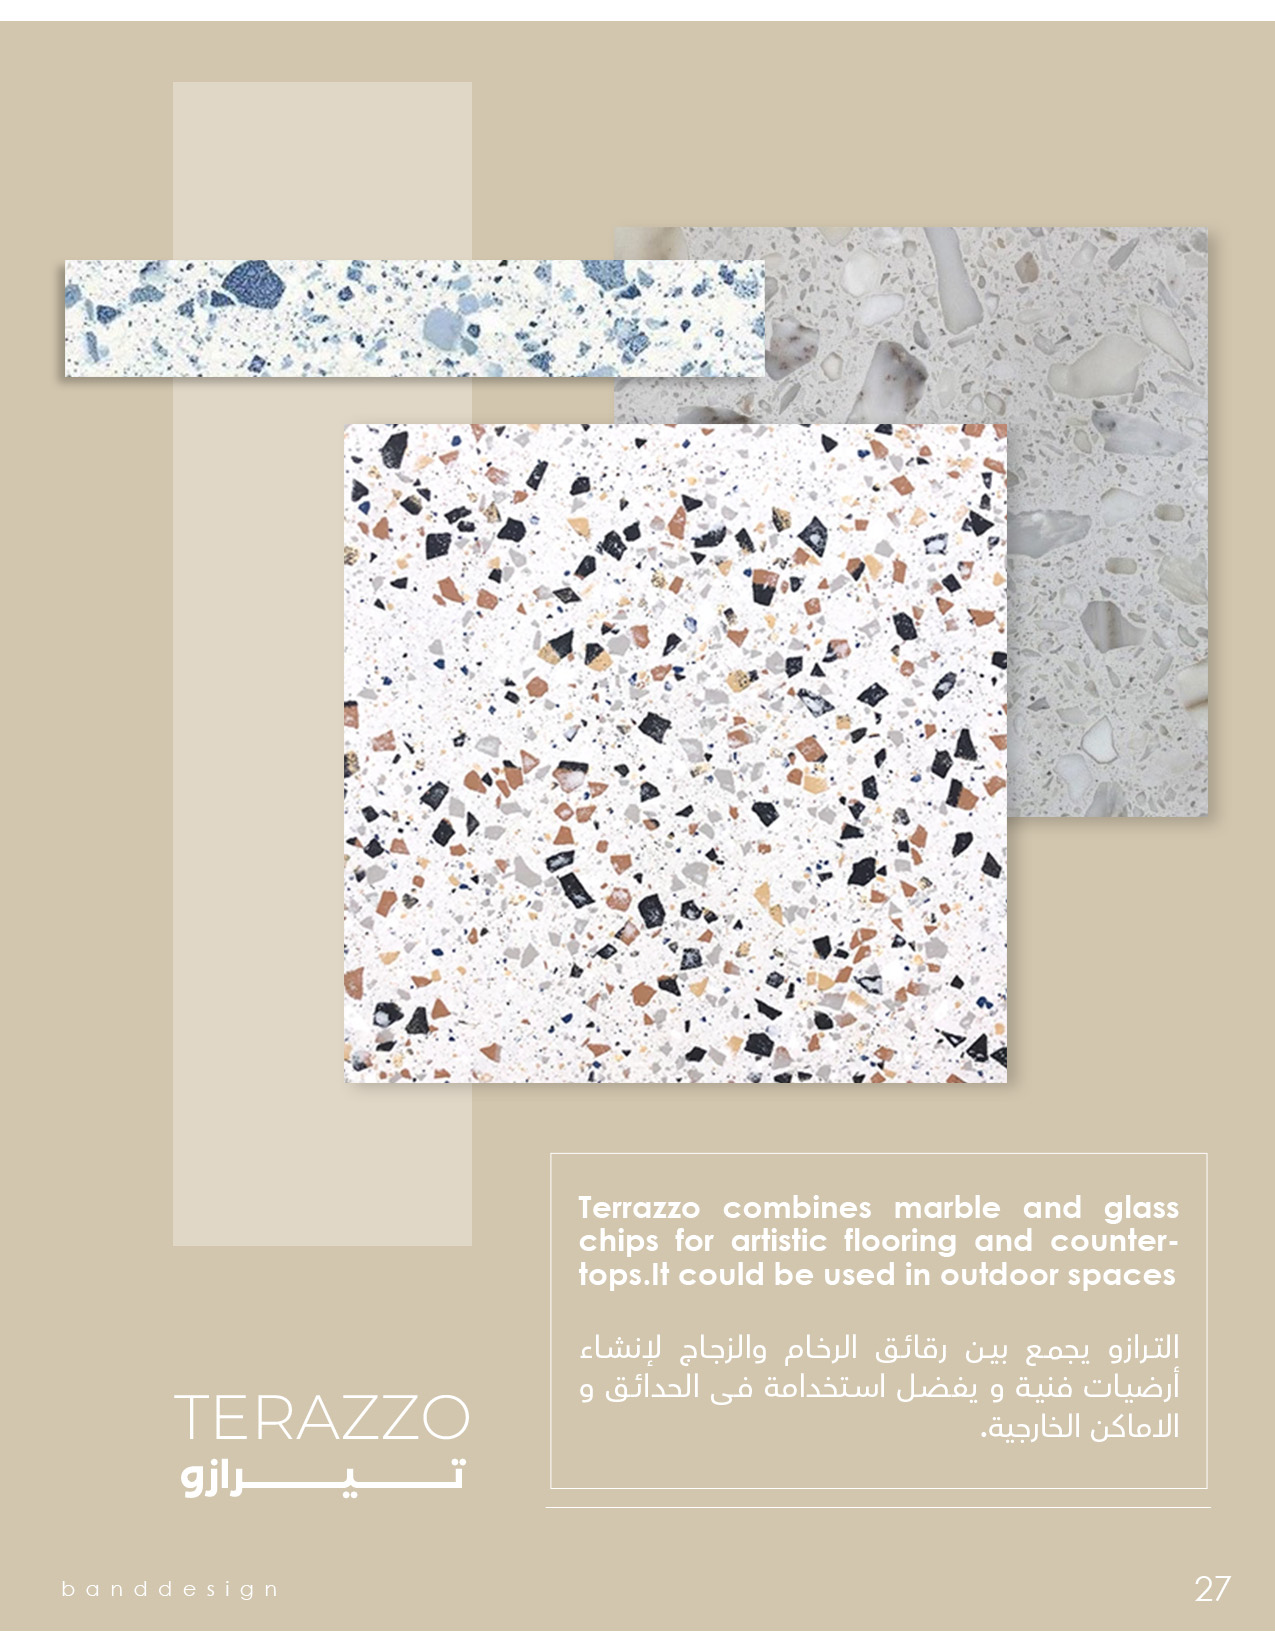 Terrazzo combines marble and glass
chips for artistic flooring and counter-
tops.It could be used in outdoor spaces
الترازو يجمع بين رقائق الرخام والزجاج لإنشاء
أرضيات فنية و يفضل استخدامة فى الحدائق و
الاماكن الخارجية.
TERAZZO
تـــيـــرازو
banddesign
27